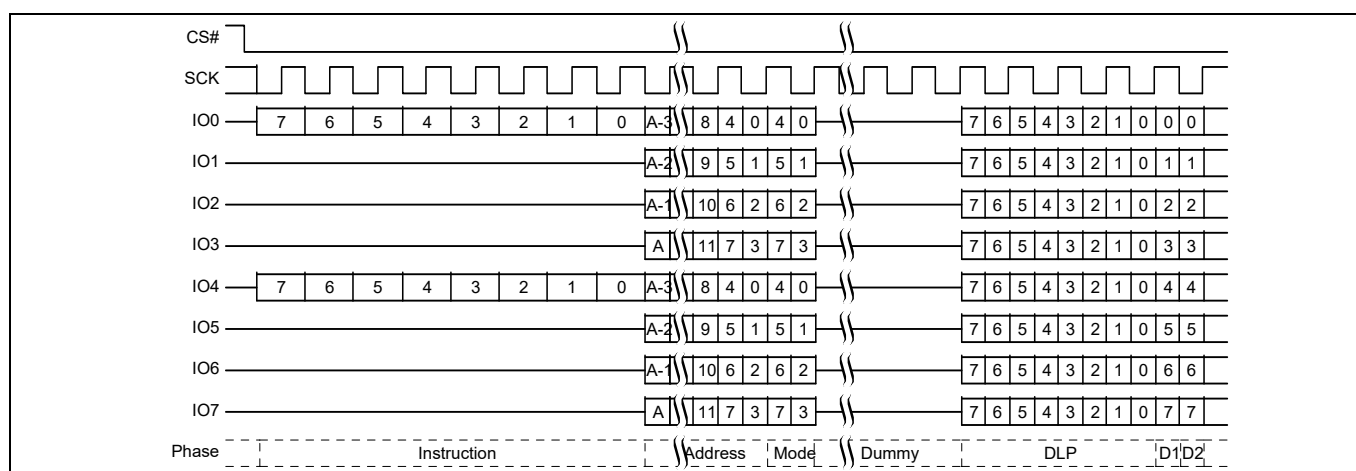 CS#
SCK
IO0 7 6 5 4 3 2 1 0 A-3 8 4 0 4 0 7 6 5 4 3 2 1 0 0 0
IO1 A-2 9 5 1 5 1 7 6 5 4 3 2 1 0 1 1
IO2 A-1 10 6 2 6 2 7 6 5 4 3 2 1 0 2 2
IO3 A 11 7 3 7 3 7 6 5 4 3 2 1 0 3 3
IO4 7 6 5 4 3 2 1 0 A-3 8 4 0 4 0 7 6 5 4 3 2 1 0 4 4
IO5 A-2 9 5 1 5 1 7 6 5 4 3 2 1 0 5 5
IO6 A-1 10 6 2 6 2 7 6 5 4 3 2 1 0 6 6
IO7 A 11 7 3 7 3 7 6 5 4 3 2 1 0 7 7
Phase Instruction Address Mode Dummy DLP D1 D2